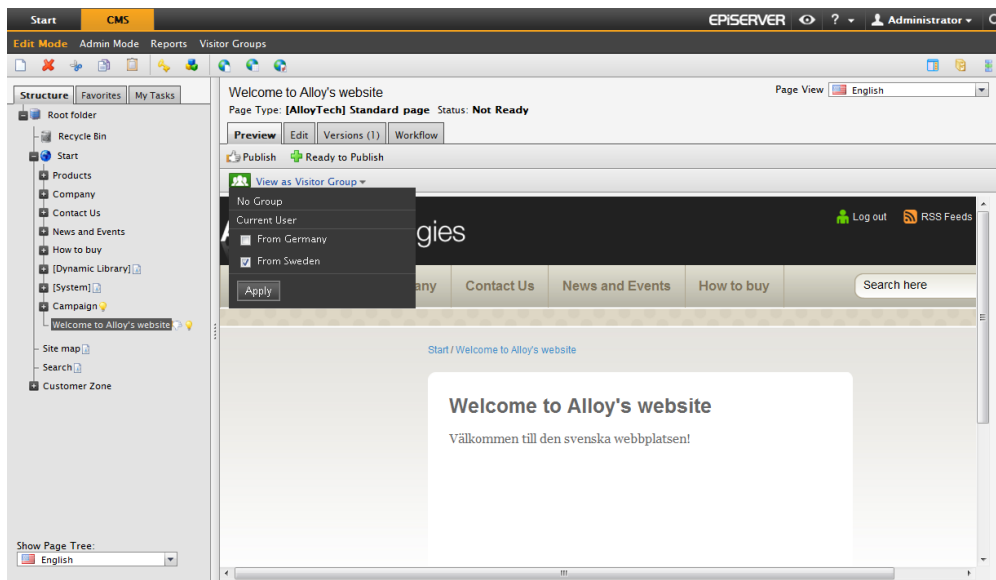 Start CMS EPiSERVER ? Administrator
Edit Mode Admin Mode Reports Visitor Groups
Structure Favorites My Tasks
Root folder
Recycle Bin
Start
Products
Company
Contact Us
News and Events
How to buy
[Dynamic Library]
[System]
Campaign
Welcome to Alloy's website
Site map
Search
Customer Zone
Show Page Tree:
English
Welcome to Alloy's website
Page View English
Page Type: [AlloyTech] Standard page Status: Not Ready
Preview Edit Versions (1) Workflow
Publish Ready to Publish
View as Visitor Group
No Group
Current User
From Germany
From Sweden
Apply
gies
Log out RSS Feeds
any Contact Us News and Events How to buy Search here
Start / Welcome to Alloy's website
Welcome to Alloy's website
Välkommen till den svenska webbplatsen!